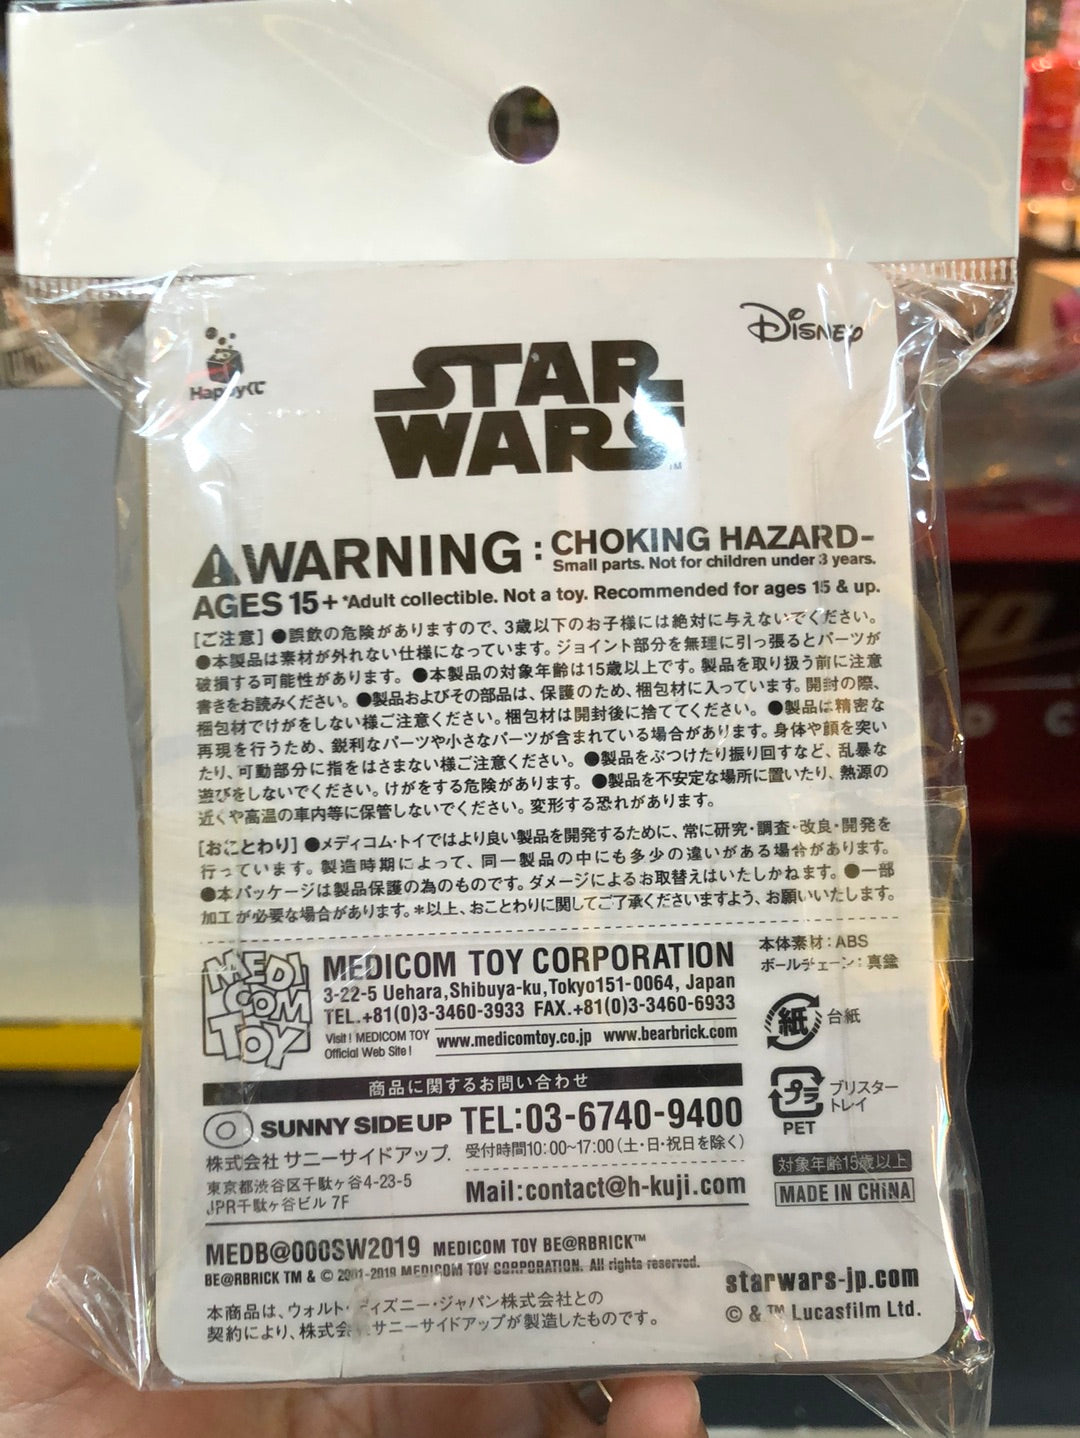 Happyくじ
Disney
STAR
WARS
TM
WARNING : CHOKING HAZARD-
Small parts. Not for children under 3 years.
AGES 15+ *Adult collectible. Not a toy. Recommended for ages 15 & up.
[ご注意] ●誤飲の危険がありますので、3歳以下のお子様には絶対に与えないでください。
●本製品は素材が外れない仕様になっています。ジョイント部分を無理に引っ張るとパーツが
破損する可能性があります。 ●本製品の対象年齢は15歳以上です。製品を取り扱う前に注意
書きをお読みください。 ●製品およびその部品は、保護のため、梱包材に入っています。開封の際、
梱包材でけがをしない様ご注意ください。梱包材は開封後に捨ててください。 ●製品は精密な
再現を行うため、鋭利なパーツや小さなパーツが含まれている場合があります。身体や顔を突い
たり、可動部分に指をはさまない様ご注意ください。 ●製品をぶつけたり振り回すなど、乱暴な
遊びをしないでください。けがをする危険があります。 ●製品を不安定な場所に置いたり、熱源の
近くや高温の車内等に保管しないでください。変形する恐れがあります。
[おことわり] ●メディコム・トイではより良い製品を開発するために、常に研究・調査・改良・開発を
行っています。製造時期によって、同一製品の中にも多少の違いがある場合があります。
●本パッケージは製品保護の為のものです。ダメージによるお取替えはいたしかねます。 ●一部
加工が必要な場合があります。*以上、おことわりに関してご了承くださいますよう、お願いいたします。
MEDI
COM
TOY
MEDICOM TOY CORPORATION
3-22-5 Uehara,Shibuya-ku,Tokyo151-0064, Japan
TEL.+81(0)3-3460-3933 FAX.+81(0)3-3460-6933
Visit ! MEDICOM TOY
Official Web Site !
www.medicomtoy.co.jp www.bearbrick.com
本体素材:ABS
ボールチェーン:真鍮
紙 台紙
プラ ブリスター
トレイ
PET
対象年齢15歳以上
MADE IN CHINA
商品に関するお問い合わせ
SUNNY SIDE UP TEL:03-6740-9400
株式会社 サニーサイドアップ.
受付時間10:00~17:00(土・日・祝日を除く)
東京都渋谷区千駄ヶ谷4-23-5
JPR千駄ヶ谷ビル 7F
Mail:contact@h-kuji.com
MEDB@000SW2019 MEDICOM TOY BE@RBRICK™
BE@RBRICK TM & © 2001-2019 MEDICOM TOY CORPORATION. All rights reserved.
本商品は、ウォルト・ディズニー・ジャパン株式会社との
契約により、株式会社サニーサイドアップが製造したものです。
starwars-jp.com
© & ™ Lucasfilm Ltd.